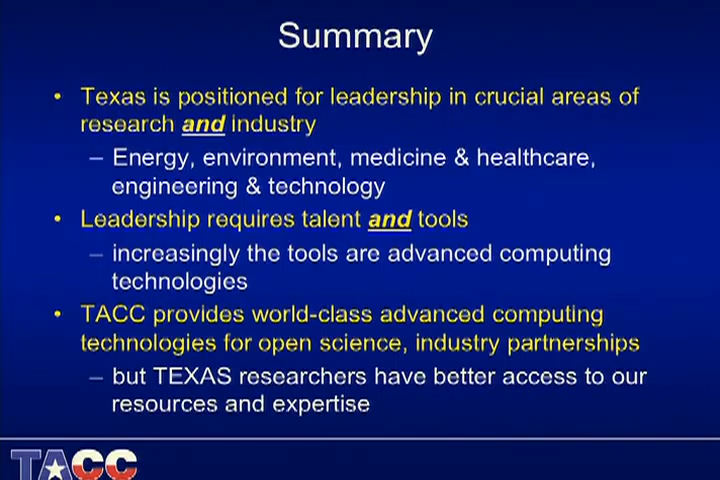 Summary
• Texas is positioned for leadership in crucial areas of
research and industry
– Energy, environment, medicine & healthcare,
engineering & technology
• Leadership requires talent and tools
– increasingly the tools are advanced computing
technologies
• TACC provides world-class advanced computing
technologies for open science, industry partnerships
– but TEXAS researchers have better access to our
resources and expertise
TACC